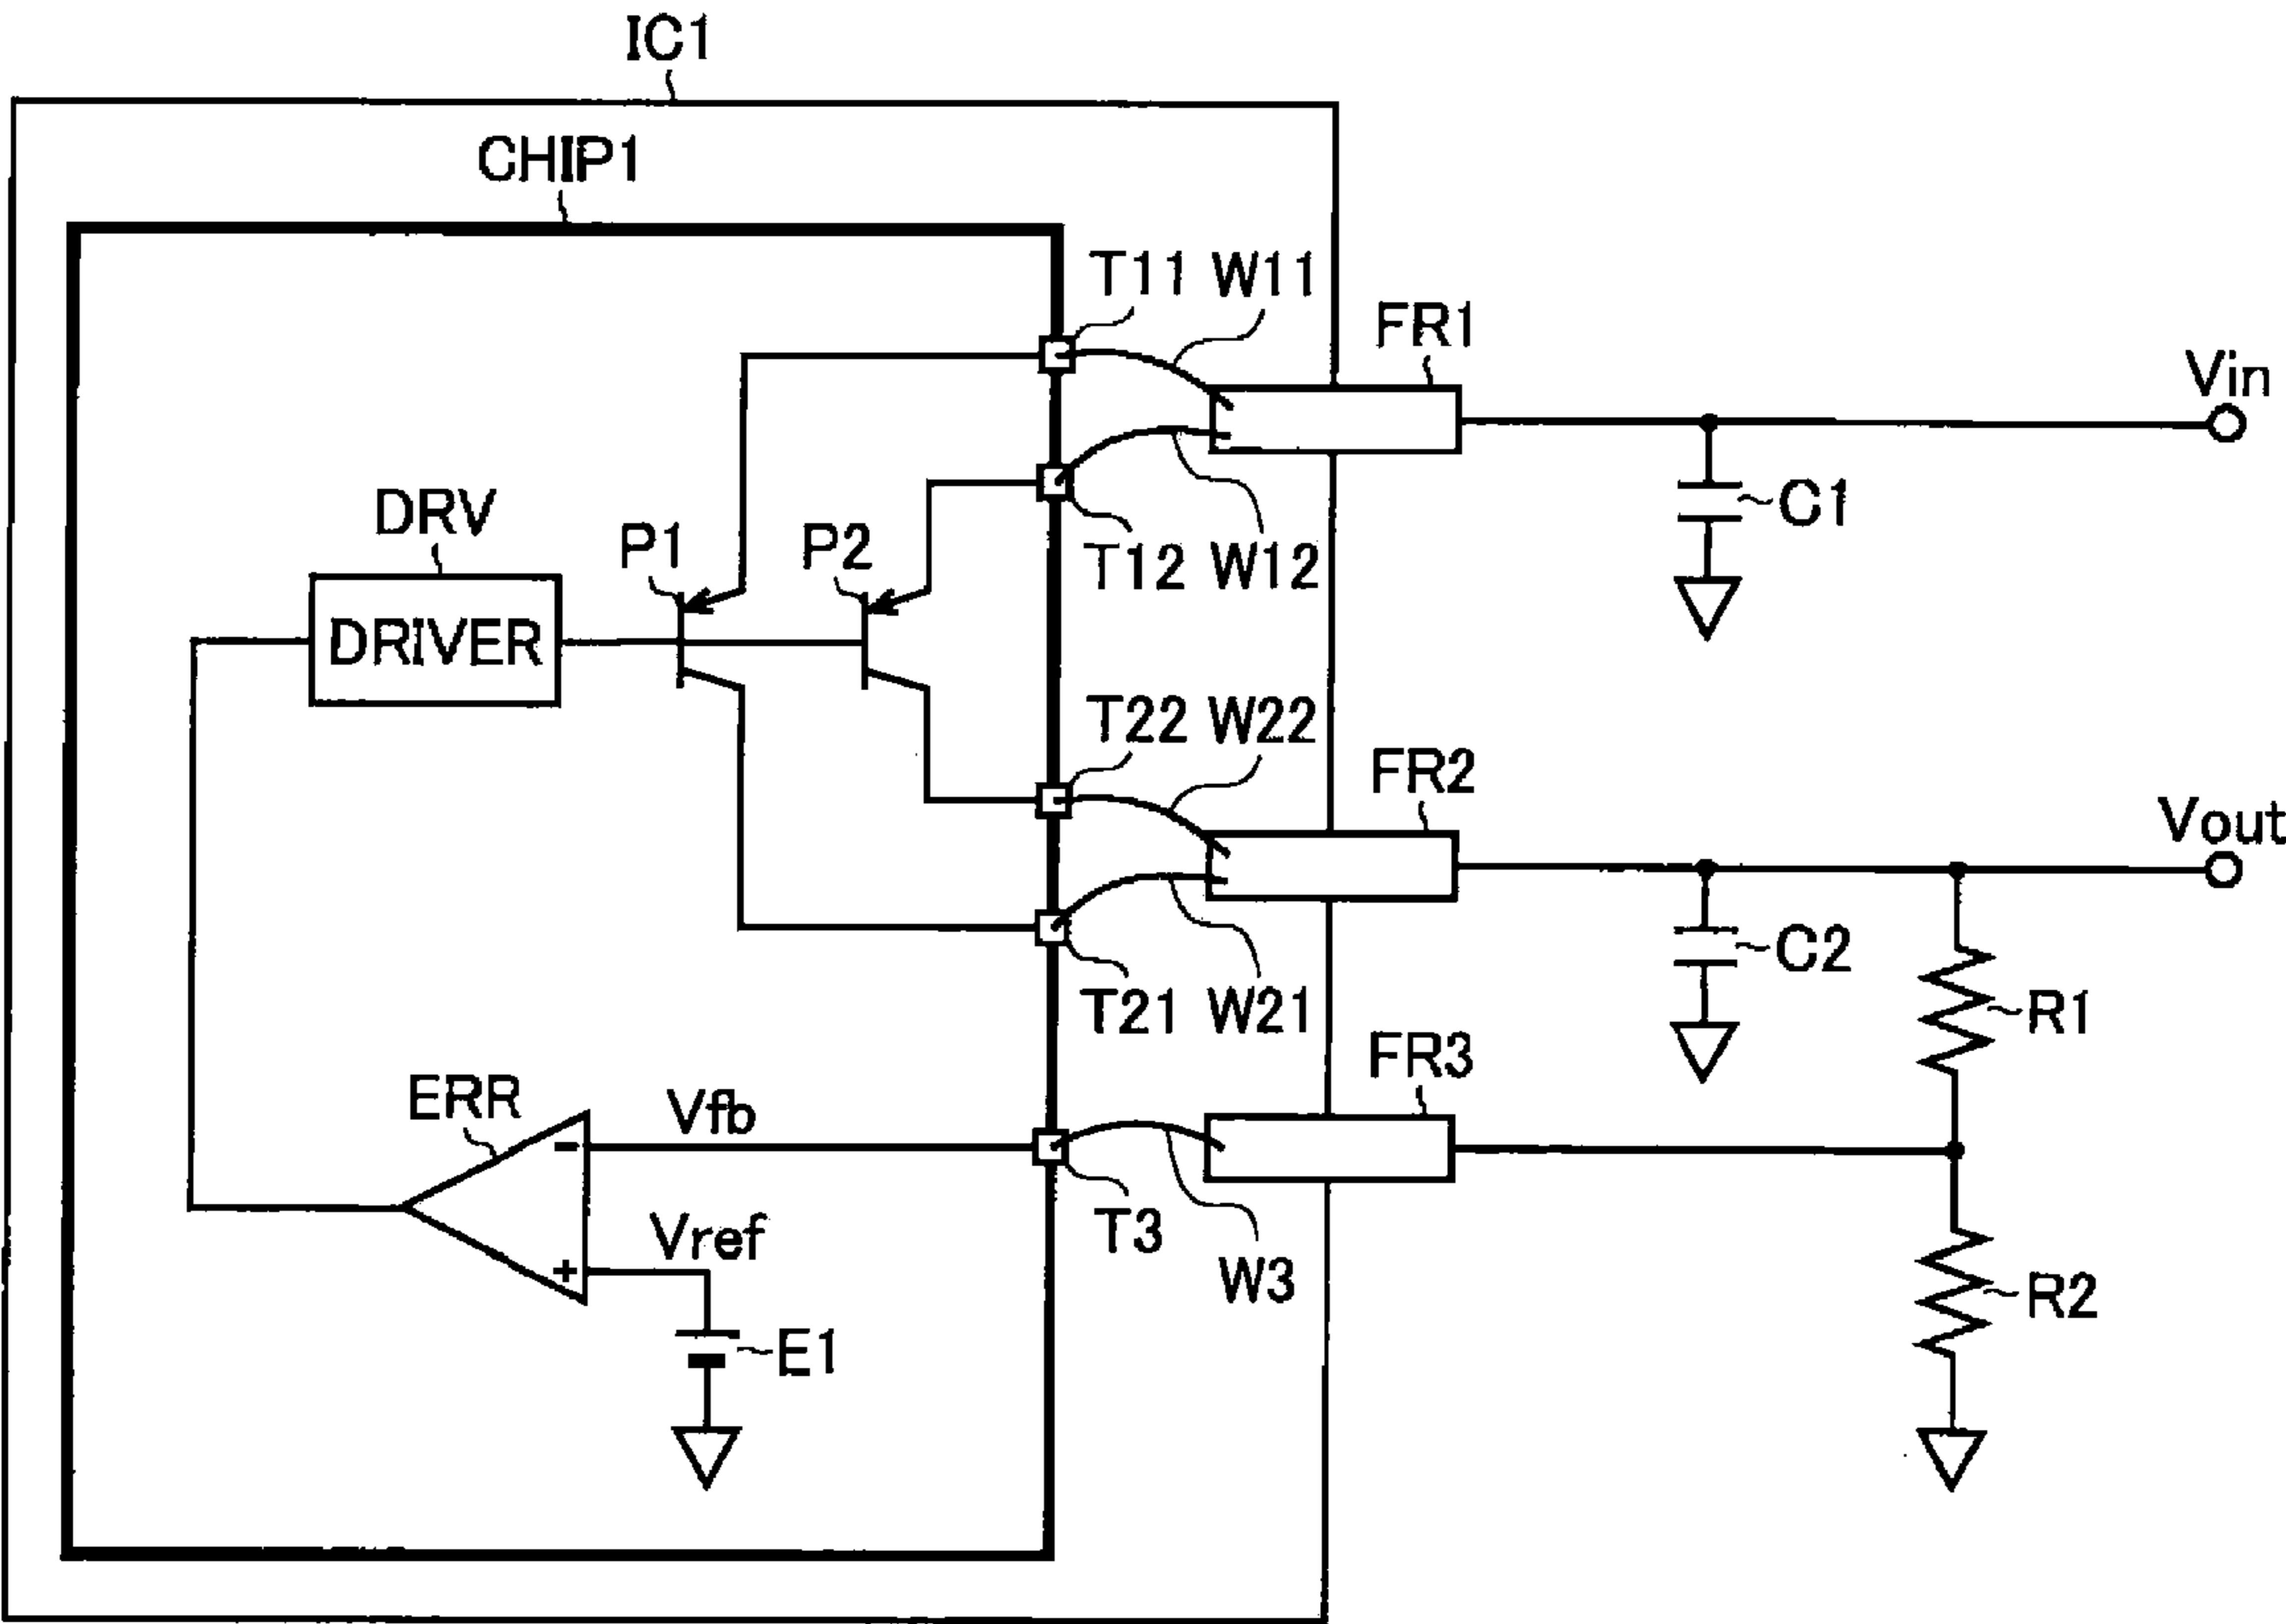 IC1
CHIP1
T11 W11
FR1
Vin
C1
T12 W12
DRV
P1
P2
DRIVER
T22 W22
FR2
Vout
C2
T21 W21
R1
FR3
ERR
Vfb
-
T3
W3
Vref
+
R2
E1